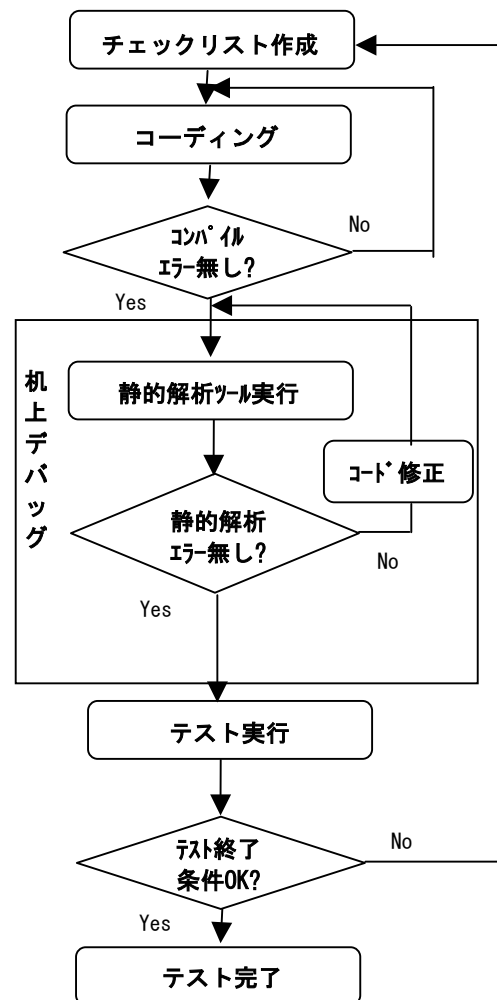 チェックリスト作成
コーディング
コンパイル
エラー無し?
No
Yes
机上デバッグ
静的解析ツール実行
コード修正
静的解析
エラー無し?
No
Yes
テスト実行
テスト終了
条件OK?
No
Yes
テスト完了